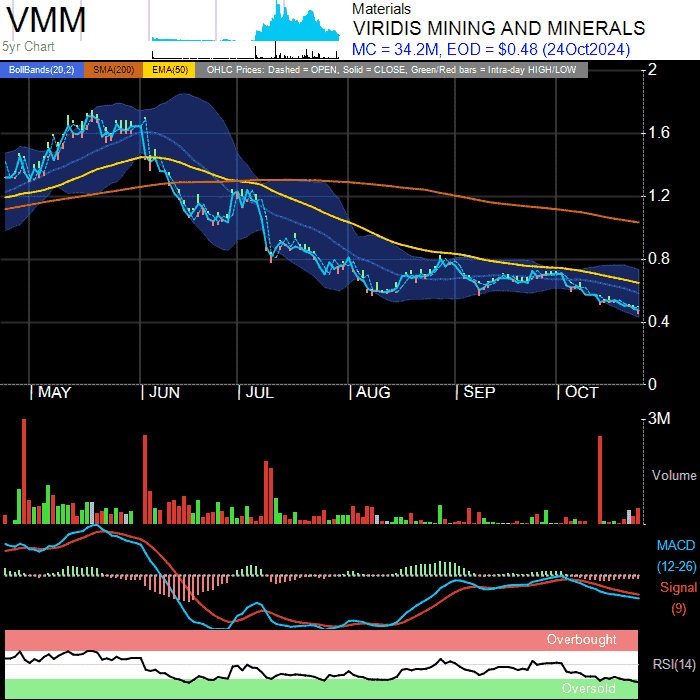 VMM
5yr Chart
Materials
VIRIDIS MINING AND MINERALS
MC = 34.2M, EOD = $0.48 (24Oct2024)
BollBands(20,2) SMA(200) EMA(50) OHLC Prices: Dashed = OPEN, Solid = CLOSE, Green/Red bars = Intra-day HIGH/LOW
2
1.6
1.2
0.8
0.4
0
MAY JUN JUL AUG SEP OCT
3M
Volume
MACD
(12-26)
Signal
(9)
Overbought
RSI(14)
Oversold